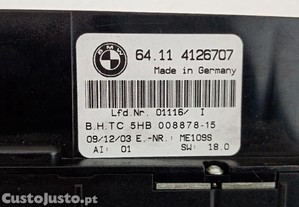 BMW
64.11 4126707
Made in Germany
Lfd.Nr. 01116/ I
B.H.TC 5HB 008878-15
09/12/03 E.-NR.: ME109S
AI: 01 SW: 18.0
CustoJusto.pt